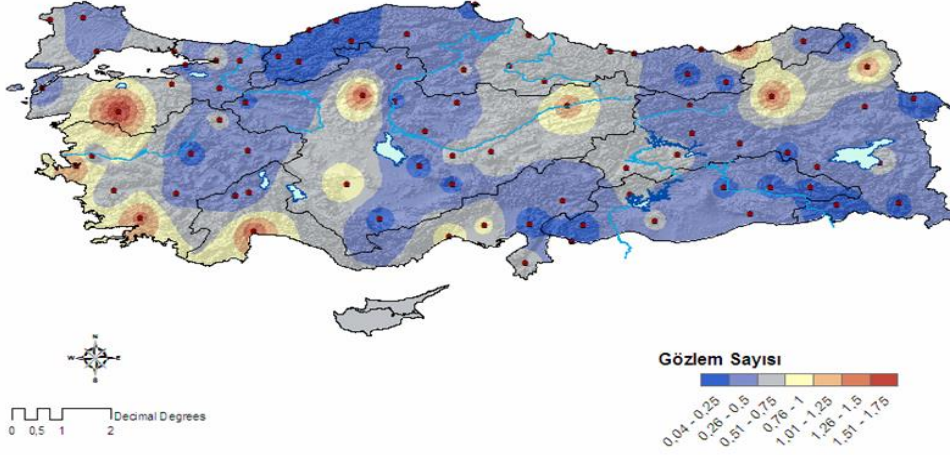 N
W E
S
Decimal Degrees
0 0,5 1 2
Gözlem Sayısı
0,04 - 0,25
0,26 - 0,5
0,51 - 0,75
0,76 - 1
1,01 - 1,25
1,26 - 1,5
1,51 - 1,75